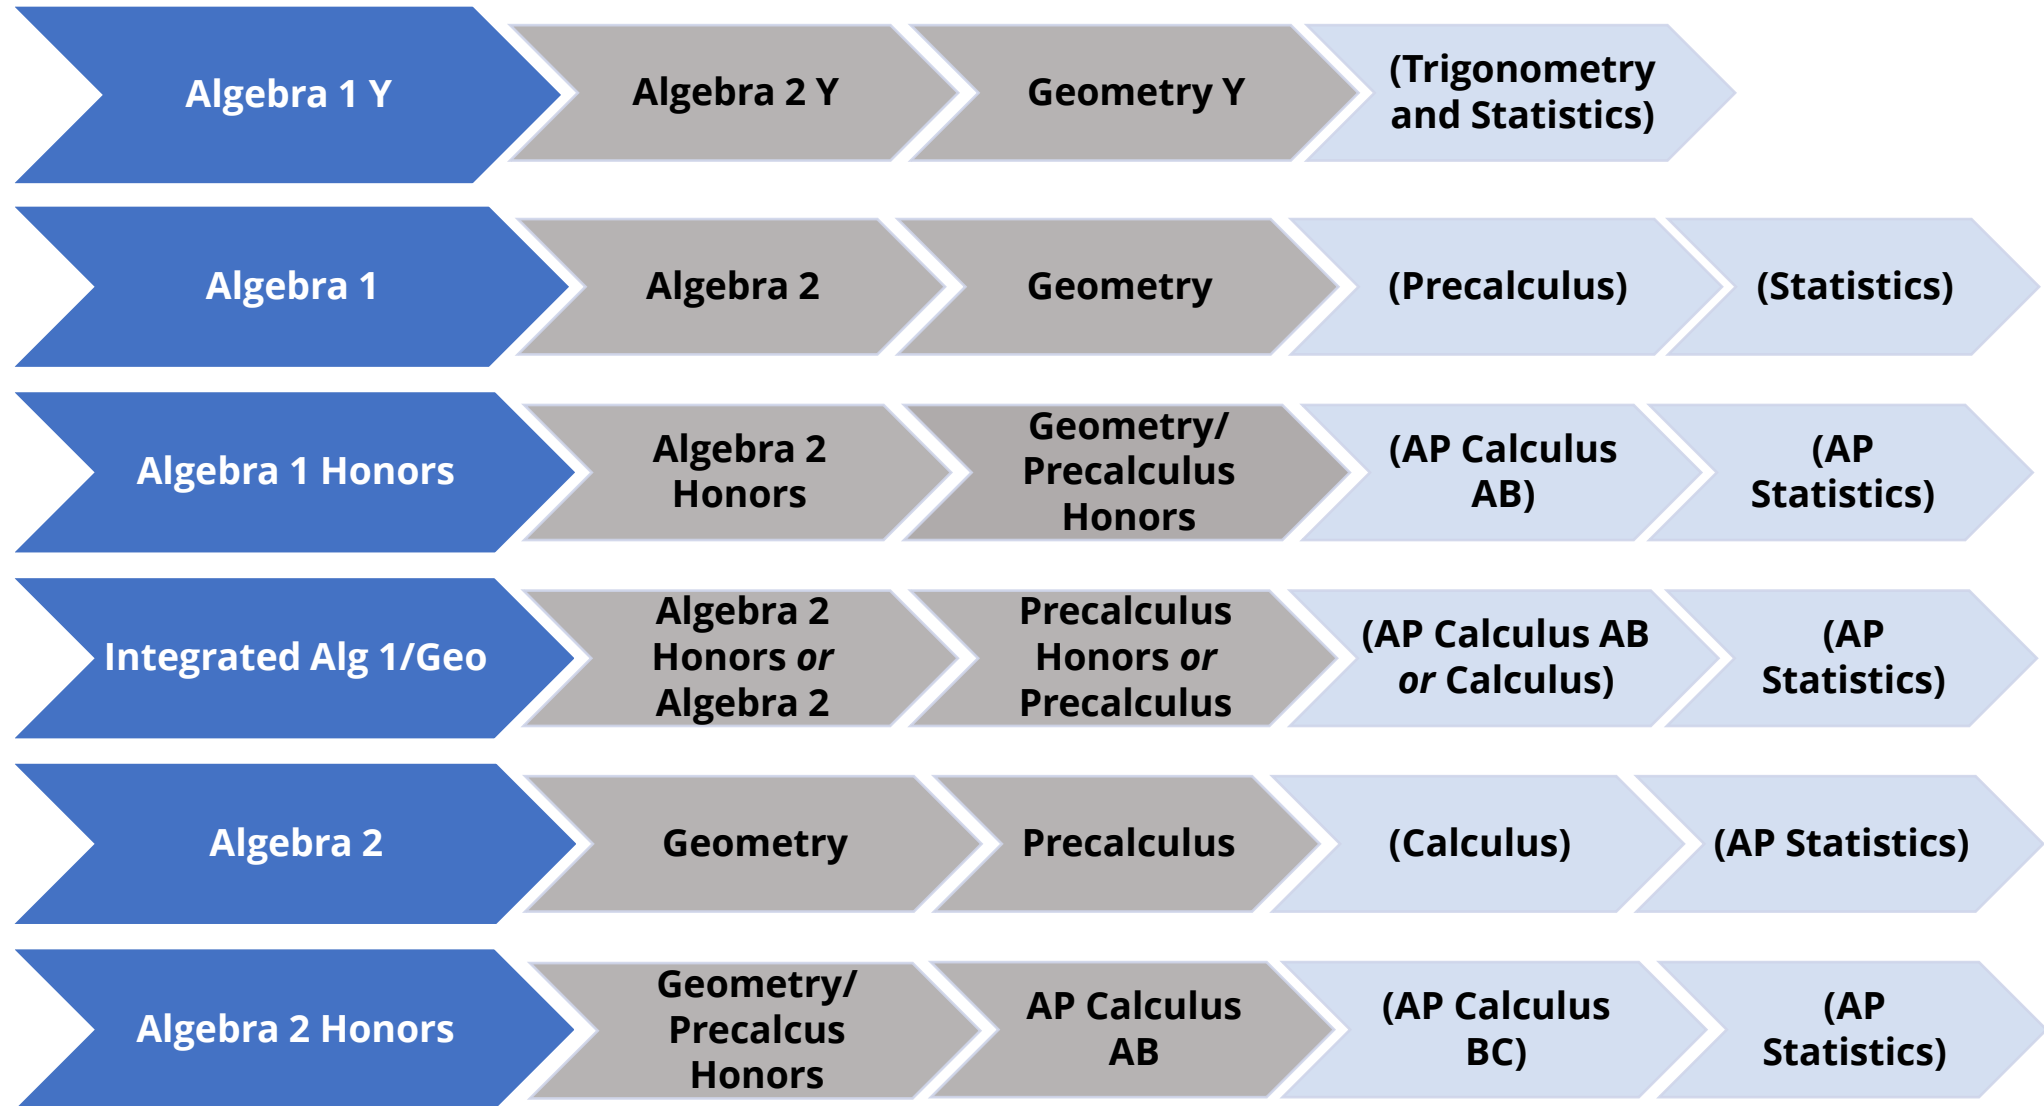 Algebra 1 Y
Algebra 2 Y
Geometry Y
(Trigonometry
and Statistics)
Algebra 1
Algebra 2
Geometry
(Precalculus)
(Statistics)
Algebra 1 Honors
Algebra 2
Honors
Geometry/
Precalculus
Honors
(AP Calculus
AB)
(AP
Statistics)
Integrated Alg 1/Geo
Algebra 2
Honors or
Algebra 2
Precalculus
Honors or
Precalculus
(AP Calculus AB
or Calculus)
(AP
Statistics)
Algebra 2
Geometry
Precalculus
(Calculus)
(AP Statistics)
Algebra 2 Honors
Geometry/
Precalcus
Honors
AP Calculus
AB
(AP Calculus
BC)
(AP
Statistics)